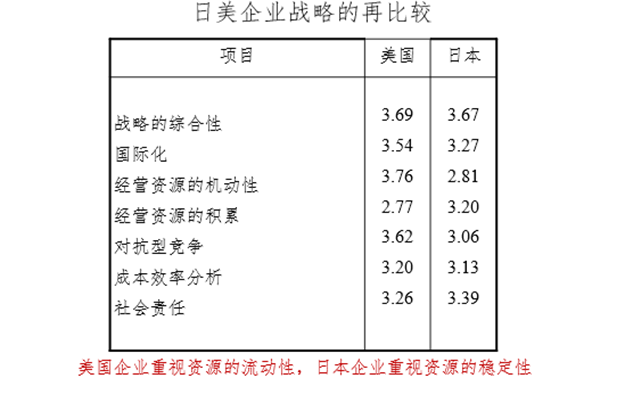 日美企业战略的再比较
项目 美国 日本
战略的综合性 3.69 3.67
国际化 3.54 3.27
经营资源的机动性 3.76 2.81
经营资源的积累 2.77 3.20
对抗型竞争 3.62 3.06
成本效率分析 3.20 3.13
社会责任 3.26 3.39
美国企业重视资源的流动性，日本企业重视资源的稳定性